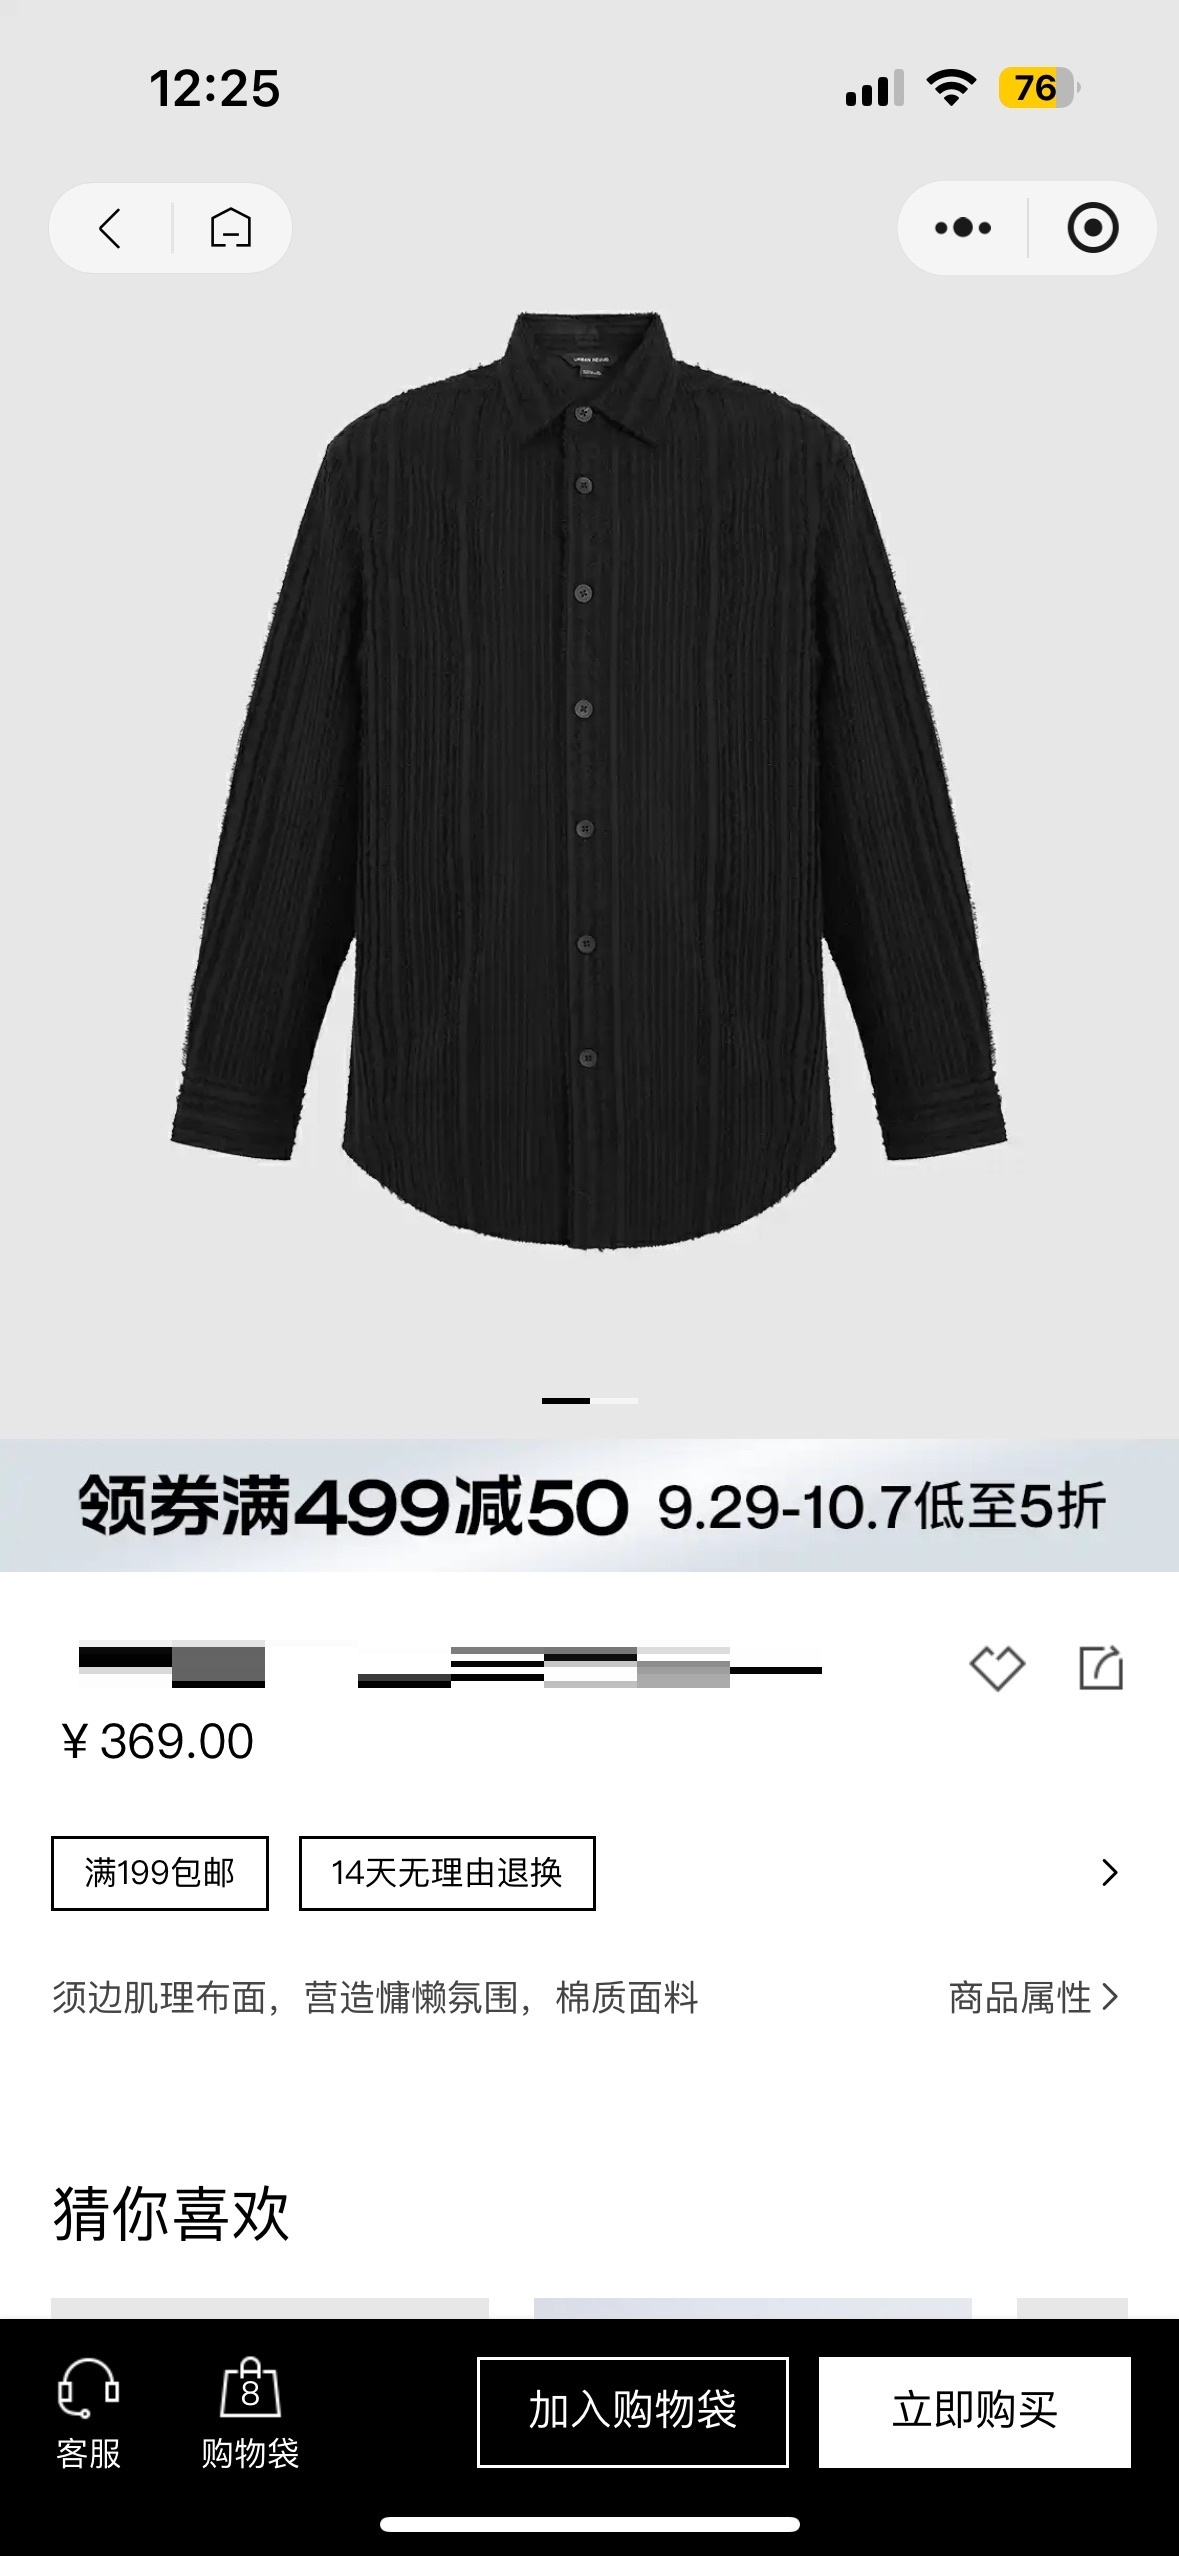 12:25
76
URBAN REVIVO
领券满499减50 9.29-10.7低至5折
¥ 369.00
满199包邮
14天无理由退换
须边肌理布面，营造慵懒氛围，棉质面料
商品属性
猜你喜欢
8
客服
购物袋
加入购物袋
立即购买